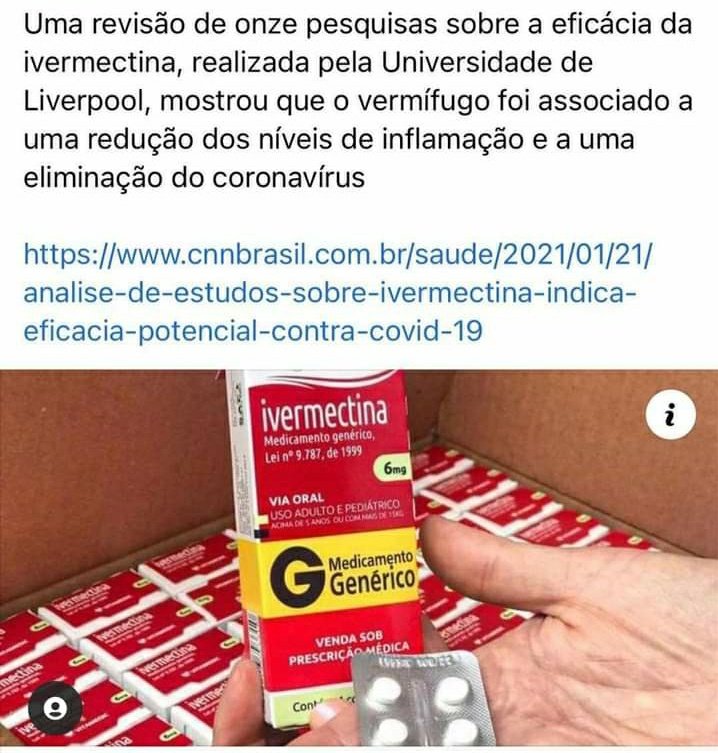 Uma revisão de onze pesquisas sobre a eficácia da
ivermectina, realizada pela Universidade de
Liverpool, mostrou que o vermífugo foi associado a
uma redução dos níveis de inflamação e a uma
eliminação do coronavírus
https://www.cnnbrasil.com.br/saude/2021/01/21/
analise-de-estudos-sobre-ivermectina-indica-
eficacia-potencial-contra-covid-19
ivermectina
Medicamento genérico,
Lei nº 9.787, de 1999
6mg
VIA ORAL
USO ADULTO E PEDIÁTRICO
ACIMA DE 5 ANOS OU COM MAIS DE 15KG
G Medicamento
Genérico
VENDA SOB
PRESCRIÇÃO MÉDICA
ivermectina
ivermectina
ivermectina
ivermectina